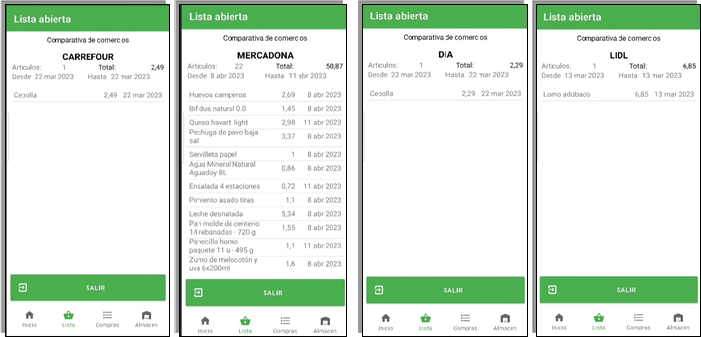 Lista abierta
Comparativa de comercios
CARREFOUR
Articulos: 1 Total: 2,49
Desde 22 mar 2023 Hasta 22 mar 2023
Cebolla 2,49 22 mar 2023
SALIR
Inicio Lista Compras Almacen
Lista abierta
Comparativa de comercios
MERCADONA
Articulos: 22 Total: 50,87
Desde 8 abr 2023 Hasta 11 abr 2023
Huevos camperos 2,69 8 abr 2023
Bifidus natural 0.0 1,45 8 abr 2023
Queso havart light 2,98 11 abr 2023
Pechuga de pavo baja
sal 3,37 8 abr 2023
Servilleta papel 1 8 abr 2023
Agua Mineral Natural
Aguadoy 8L 0,86 8 abr 2023
Ensalada 4 estaciones 0,72 11 abr 2023
Pimiento asado tiras 1,1 8 abr 2023
Leche desnatada 5,34 8 abr 2023
Pan molde de centeno
14 rebanadas - 720 g 1,55 8 abr 2023
Panecillo horno
paquete 11 u - 495 g 1,1 11 abr 2023
Zumo de melocotón y
uva 6x200ml 1,6 8 abr 2023
SALIR
Inicio Lista Compras Almacen
Lista abierta
Comparativa de comercios
DIA
Articulos: 1 Total: 2,29
Desde 22 mar 2023 Hasta 22 mar 2023
Cebolla 2,29 22 mar 2023
SALIR
Inicio Lista Compras Almacen
Lista abierta
Comparativa de comercios
LIDL
Articulos: 1 Total: 6,85
Desde 13 mar 2023 Hasta 13 mar 2023
Lomo adobado 6,85 13 mar 2023
SALIR
Inicio Lista Compras Almacen